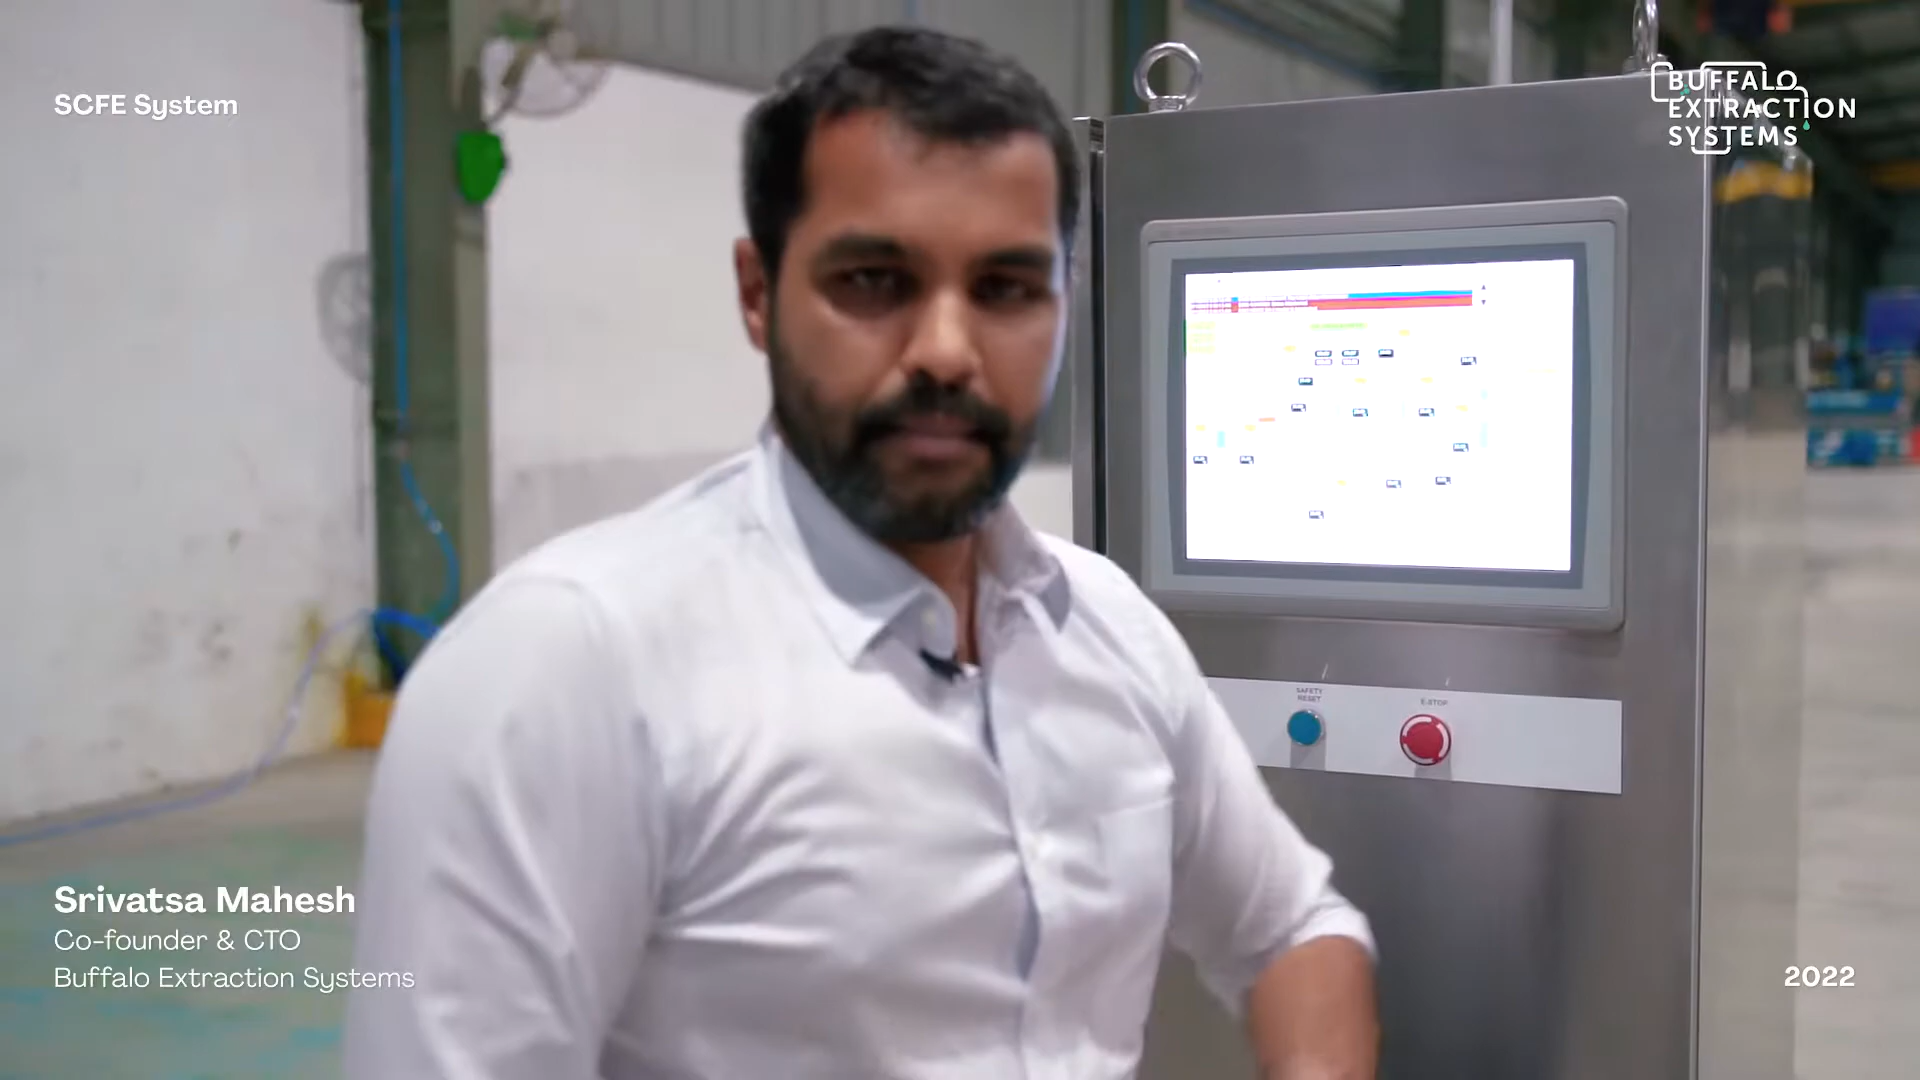 SCFE System
BUFFALO
EXTRACTION
SYSTEMS
SAFETY
RESET
E-STOP
Srivatsa Mahesh
Co-founder & CTO
Buffalo Extraction Systems
2022